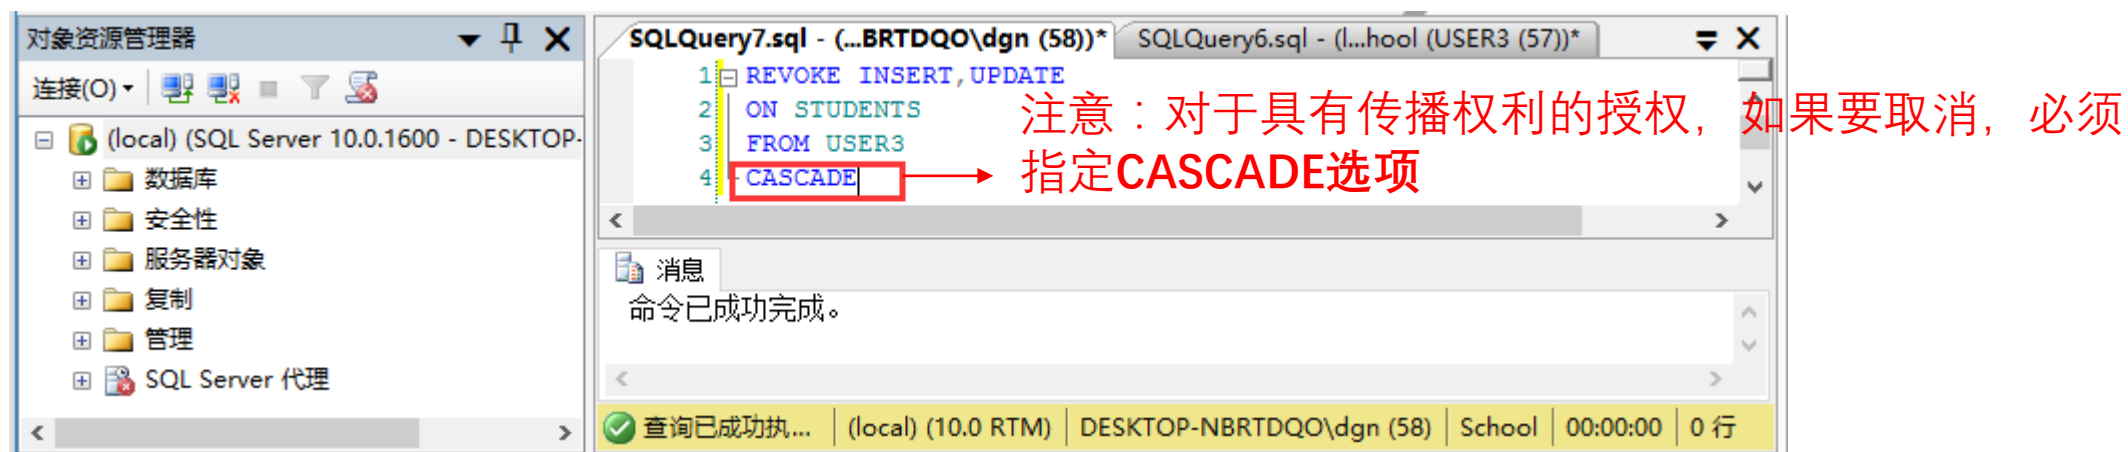 对象资源管理器
连接(O)
(local) (SQL Server 10.0.1600 - DESKTOP-
数据库
安全性
服务器对象
复制
管理
SQL Server 代理
SQLQuery7.sql - (...BRTDQO\dgn (58))*
SQLQuery6.sql - (l...hool (USER3 (57))*
1 REVOKE INSERT,UPDATE
2 ON STUDENTS
3 FROM USER3
4 CASCADE
注意：对于具有传播权利的授权，如果要取消，必须
指定CASCADE选项
消息
命令已成功完成。
查询已成功执... (local) (10.0 RTM) DESKTOP-NBRTDQO\dgn (58) School 00:00:00 0 行